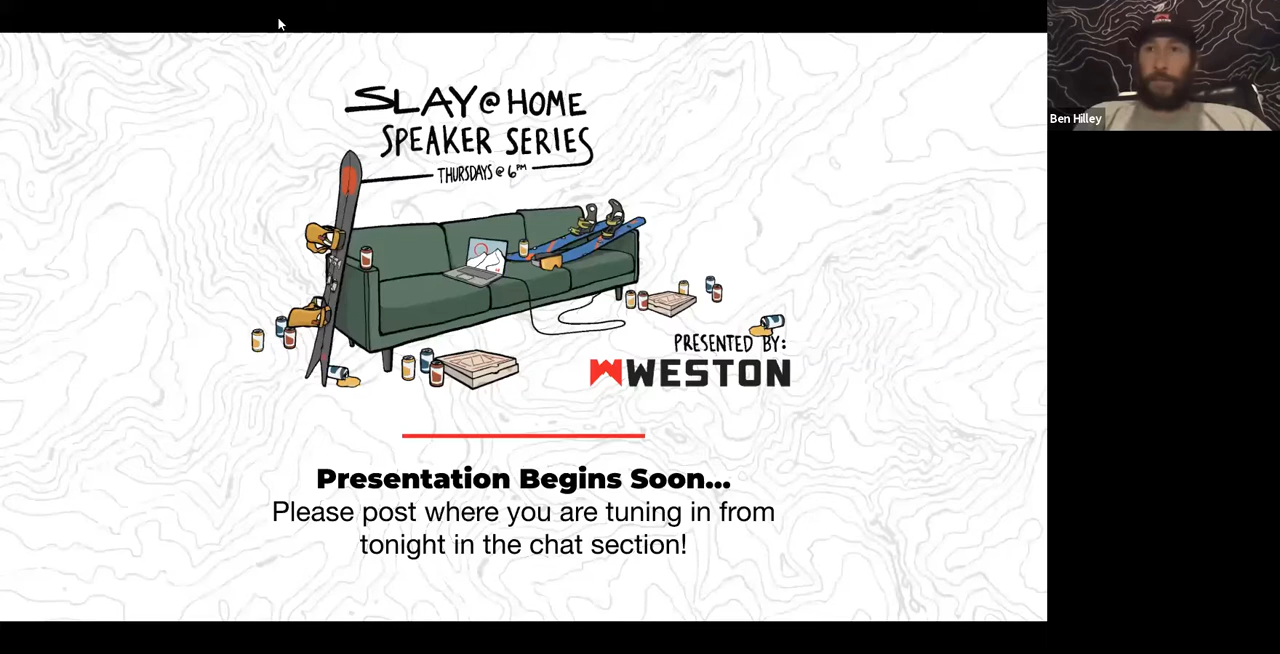 SLAY@HOME
SPEAKER SERIES
THURSDAYS @ 6PM
PRESENTED BY:
WESTON
Presentation Begins Soon...
Please post where you are tuning in from
tonight in the chat section!
Ben Hilley